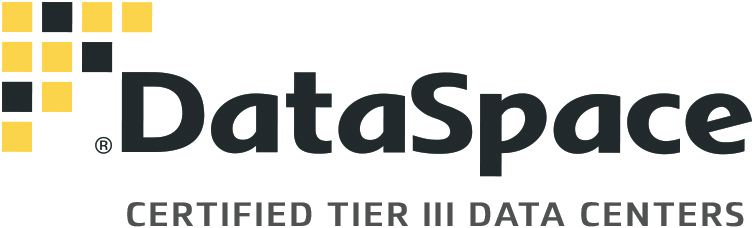 ®DataSpace
CERTIFIED TIER III DATA CENTERS